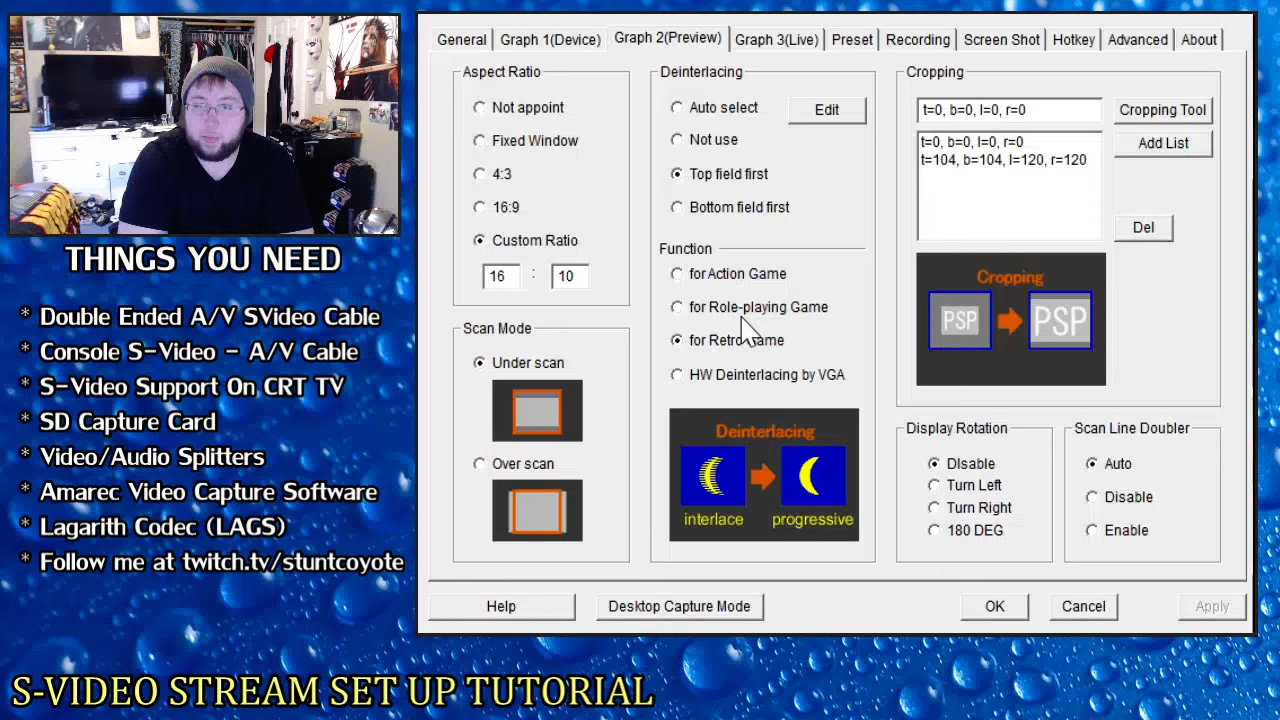 THINGS YOU NEED
* Double Ended A/V SVideo Cable
* Console S-Video - A/V Cable
* S-Video Support On CRT TV
* SD Capture Card
* Video/Audio Splitters
* Amarec Video Capture Software
* Lagarith Codec (LAGS)
* Follow me at twitch.tv/stuntcoyote
S-VIDEO STREAM SET UP TUTORIAL
General Graph 1(Device) Graph 2(Preview) Graph 3(Live) Preset Recording Screen Shot Hotkey Advanced About
Aspect Ratio
Not appoint
Fixed Window
4:3
16:9
Custom Ratio
16 : 10
Scan Mode
Under scan
Over scan
Deinterlacing
Auto select Edit
Not use
Top field first
Bottom field first
Function
for Action Game
for Role-playing Game
for Retro Game
HW Deinterlacing by VGA
Deinterlacing
interlace progressive
Cropping
t=0, b=0, l=0, r=0 Cropping Tool
t=0, b=0, l=0, r=0 Add List
t=104, b=104, l=120, r=120
Del
Cropping
PSP PSP
Display Rotation
DIsable
Turn Left
Turn Right
180 DEG
Scan Line Doubler
Auto
Disable
Enable
Help Desktop Capture Mode OK Cancel Apply